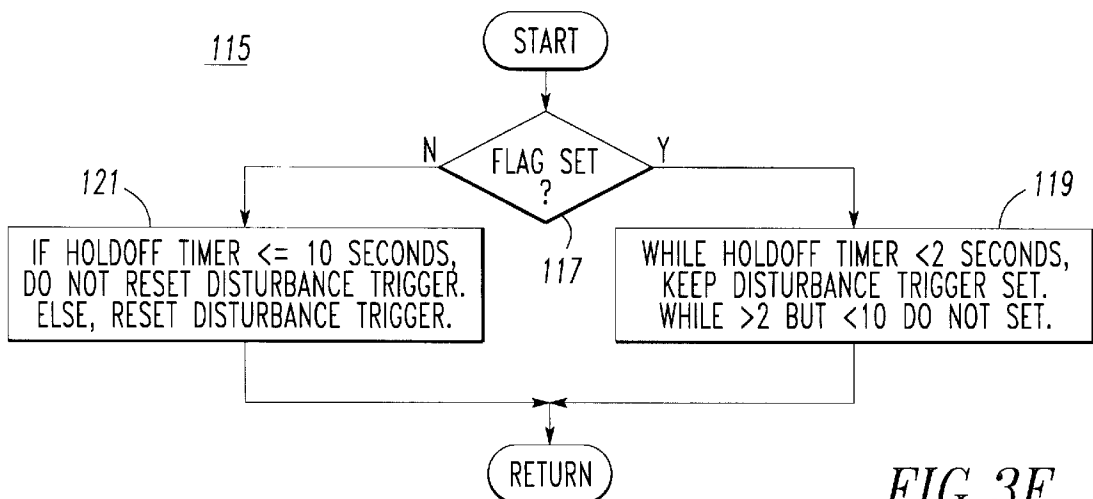 START
115
N
FLAG SET
?
Y
121
117
119
IF HOLDOFF TIMER <= 10 SECONDS,
DO NOT RESET DISTURBANCE TRIGGER.
ELSE, RESET DISTURBANCE TRIGGER.
WHILE HOLDOFF TIMER <2 SECONDS,
KEEP DISTURBANCE TRIGGER SET.
WHILE >2 BUT <10 DO NOT SET.
RETURN
FIG. 3E